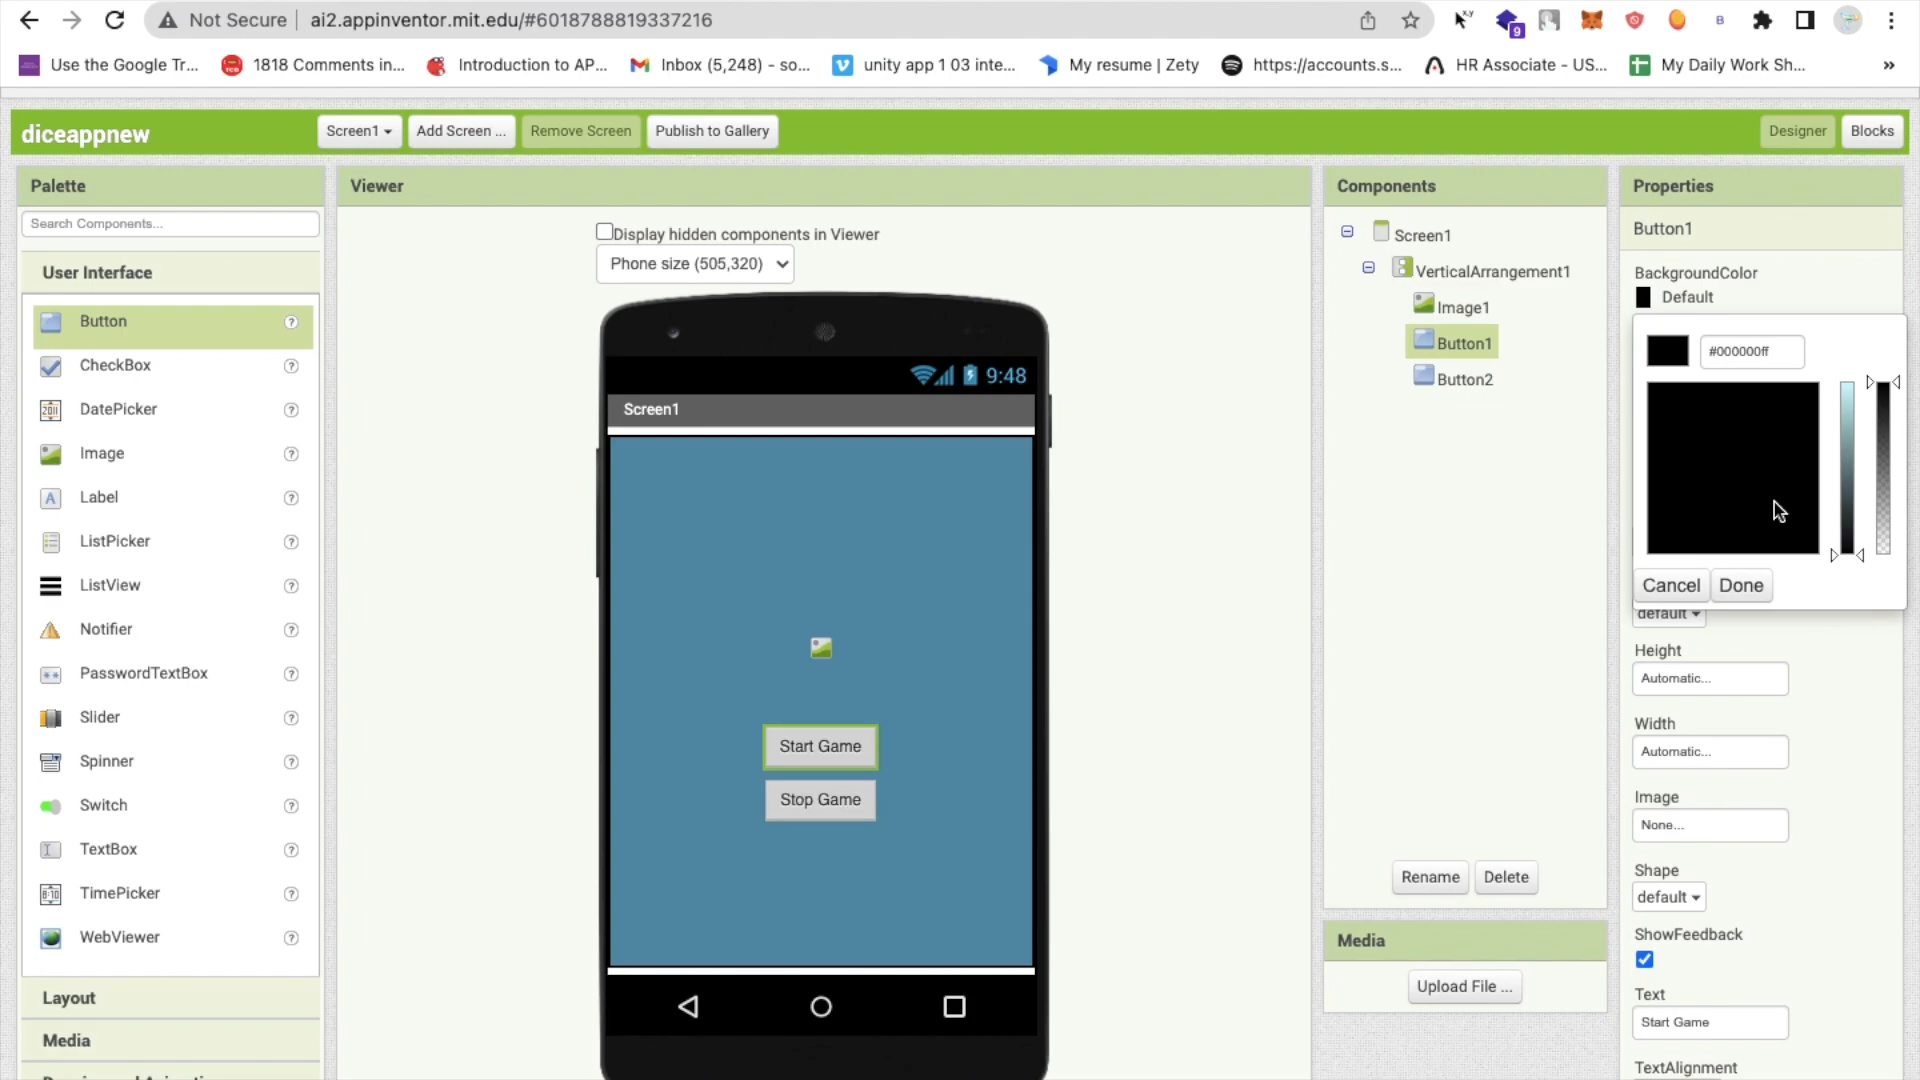 Not Secure
ai2.appinventor.mit.edu/#6018788819337216
9
B
Use the Google Tr...
1818 Comments in...
Introduction to AP...
Inbox (5,248) - so...
unity app 1 03 inte...
My resume | Zety
https://accounts.s...
HR Associate - US...
My Daily Work Sh...
»
diceappnew
Screen1
Add Screen ...
Remove Screen
Publish to Gallery
Designer
Blocks
Palette
Search Components...
User Interface
Button
CheckBox
DatePicker
Image
Label
ListPicker
ListView
Notifier
PasswordTextBox
Slider
Spinner
Switch
TextBox
TimePicker
WebViewer
Layout
Media
Viewer
Display hidden components in Viewer
Phone size (505,320)
9:48
Screen1
Start Game
Stop Game
Components
Screen1
VerticalArrangement1
Image1
Button1
Button2
Rename
Delete
Media
Upload File ...
Properties
Button1
BackgroundColor
Default
#000000ff
Cancel
Done
default
Height
Automatic...
Width
Automatic...
Image
None...
Shape
default
ShowFeedback
Text
Start Game
TextAlignment